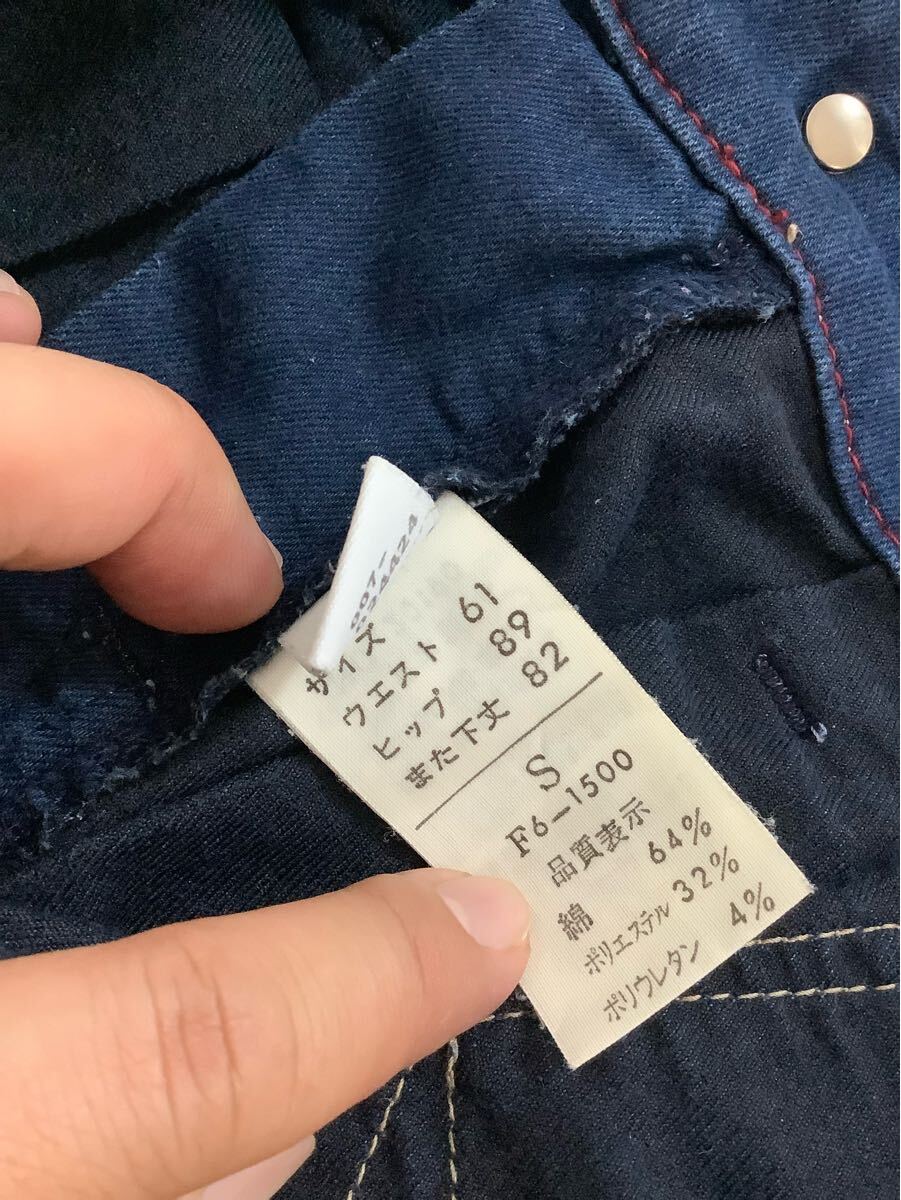 007-
サイズ
ウエスト 61
ヒップ 89
また下丈 82
S
F6-1500
品質表示
綿 64%
ポリエステル 32%
ポリウレタン 4%